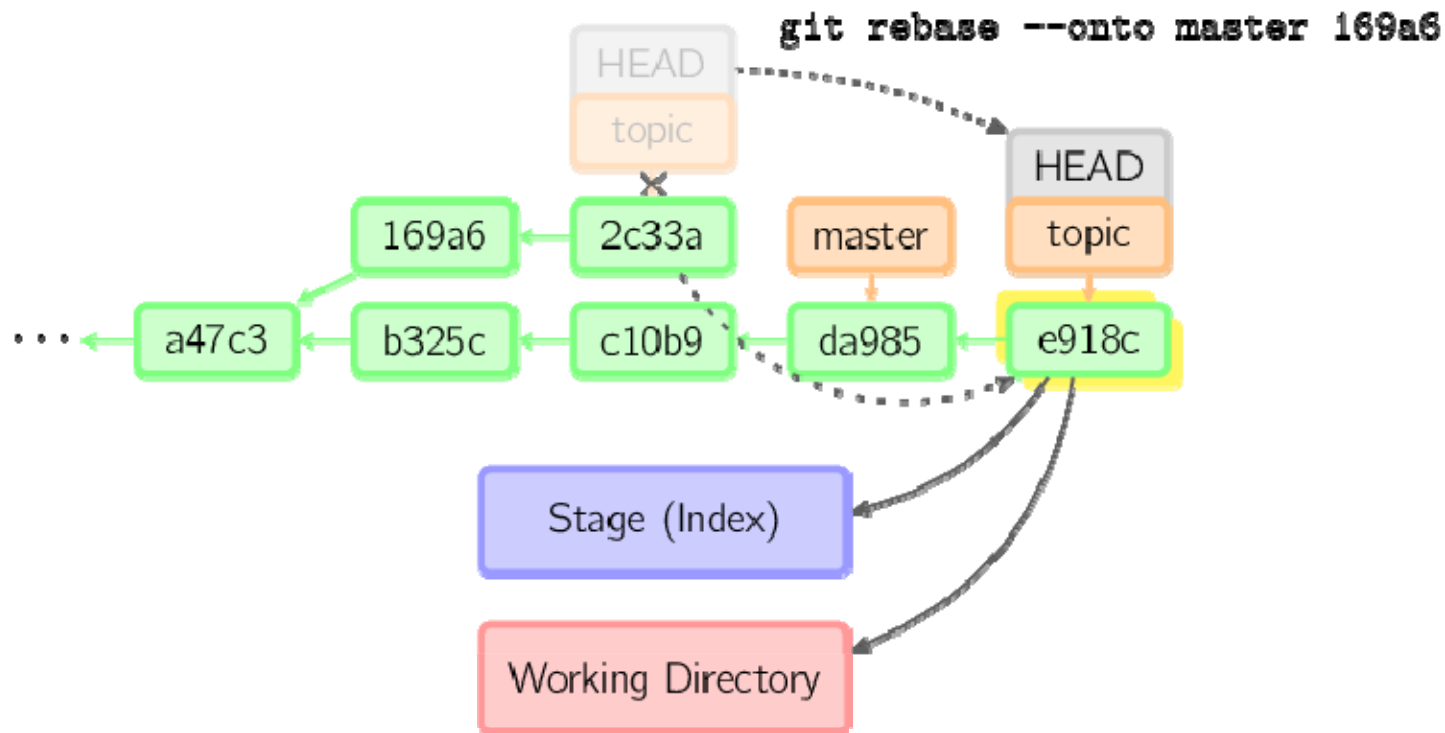 git rebase --onto master 169a6
HEAD
topic
HEAD
169a6
2c33a
master
topic
... a47c3
b325c
c10b9
da985
e918c
Stage (Index)
Working Directory